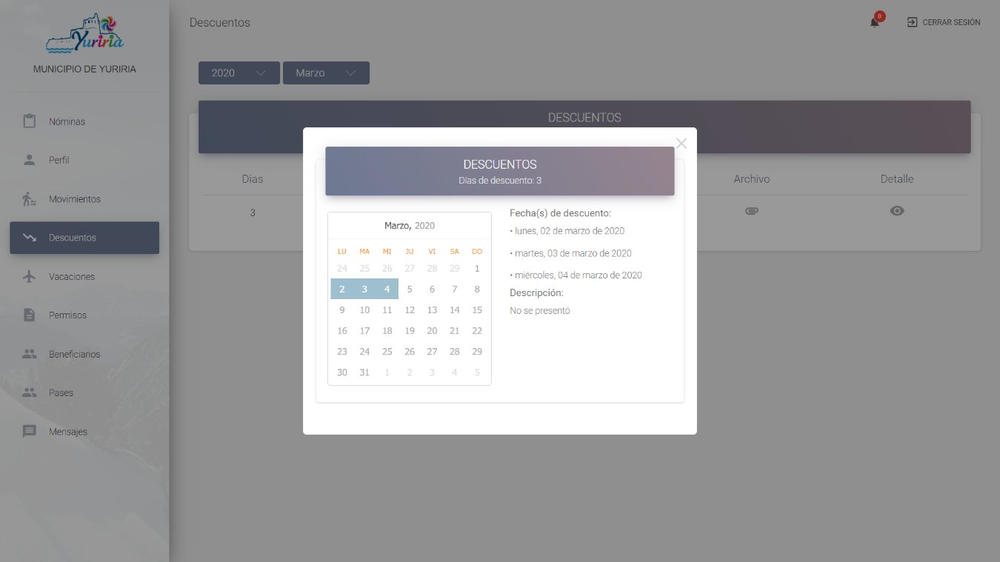 Yuriria
MUNICIPIO DE YURIRIA
Nóminas
Perfil
Movimientos
Descuentos
Vacaciones
Permisos
Beneficiarios
Pases
Mensajes
Descuentos
0
CERRAR SESIÓN
2020
Marzo
DESCUENTOS
Dias
Archivo
Detalle
3
DESCUENTOS
Días de descuento: 3
Marzo, 2020
LU MA MI JU VI SA DO
24 25 26 27 28 29 1
2 3 4 5 6 7 8
9 10 11 12 13 14 15
16 17 18 19 20 21 22
23 24 25 26 27 28 29
30 31 1 2 3 4 5
Fecha(s) de descuento:
• lunes, 02 de marzo de 2020
• martes, 03 de marzo de 2020
• miércoles, 04 de marzo de 2020
Descripción:
No se presentó